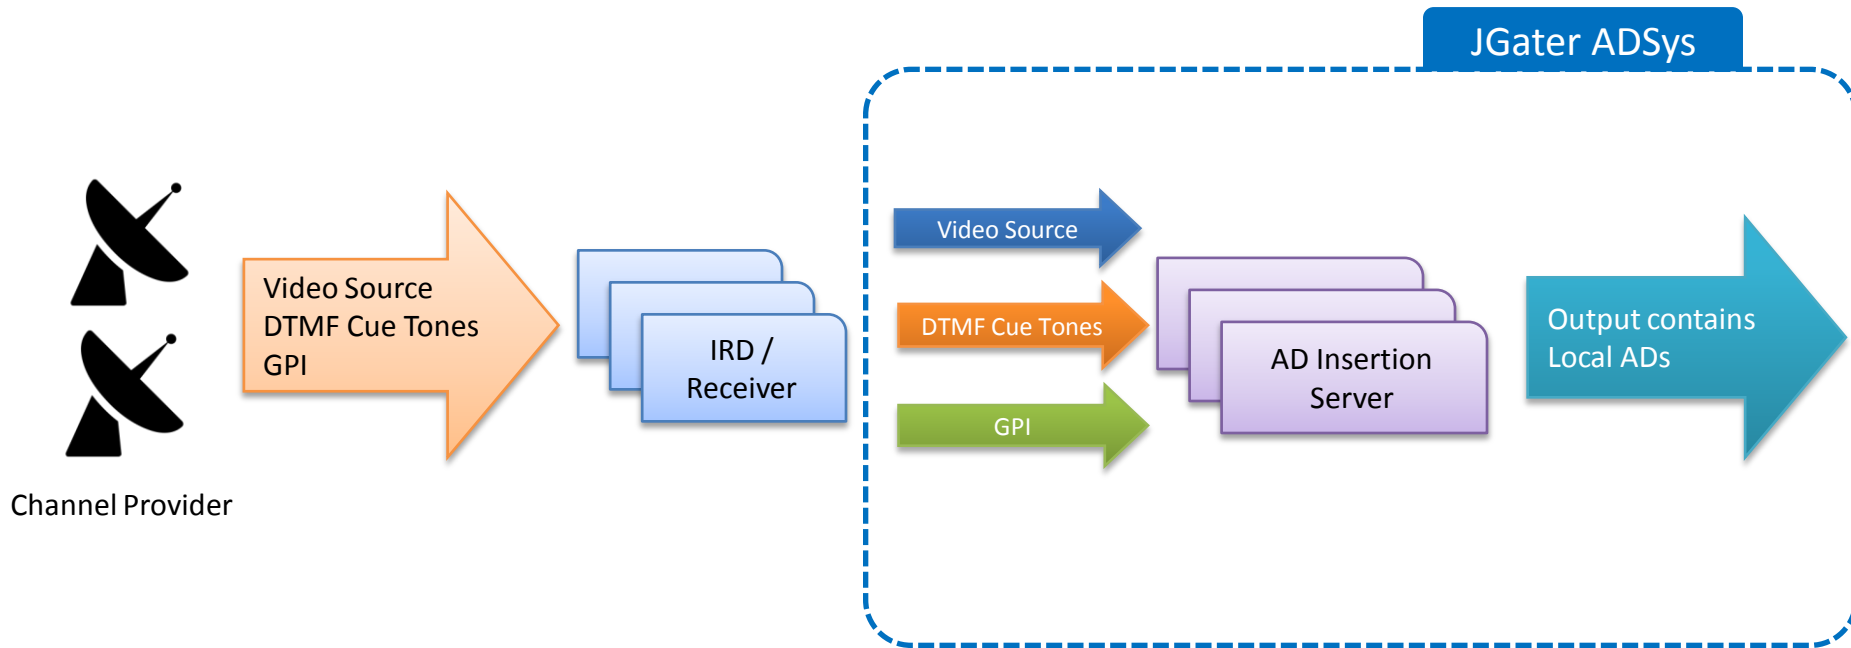 JGater ADSys
Video Source
DTMF Cue Tones
GPI
Channel Provider
IRD /
Receiver
Video Source
DTMF Cue Tones
GPI
AD Insertion
Server
Output contains
Local ADs